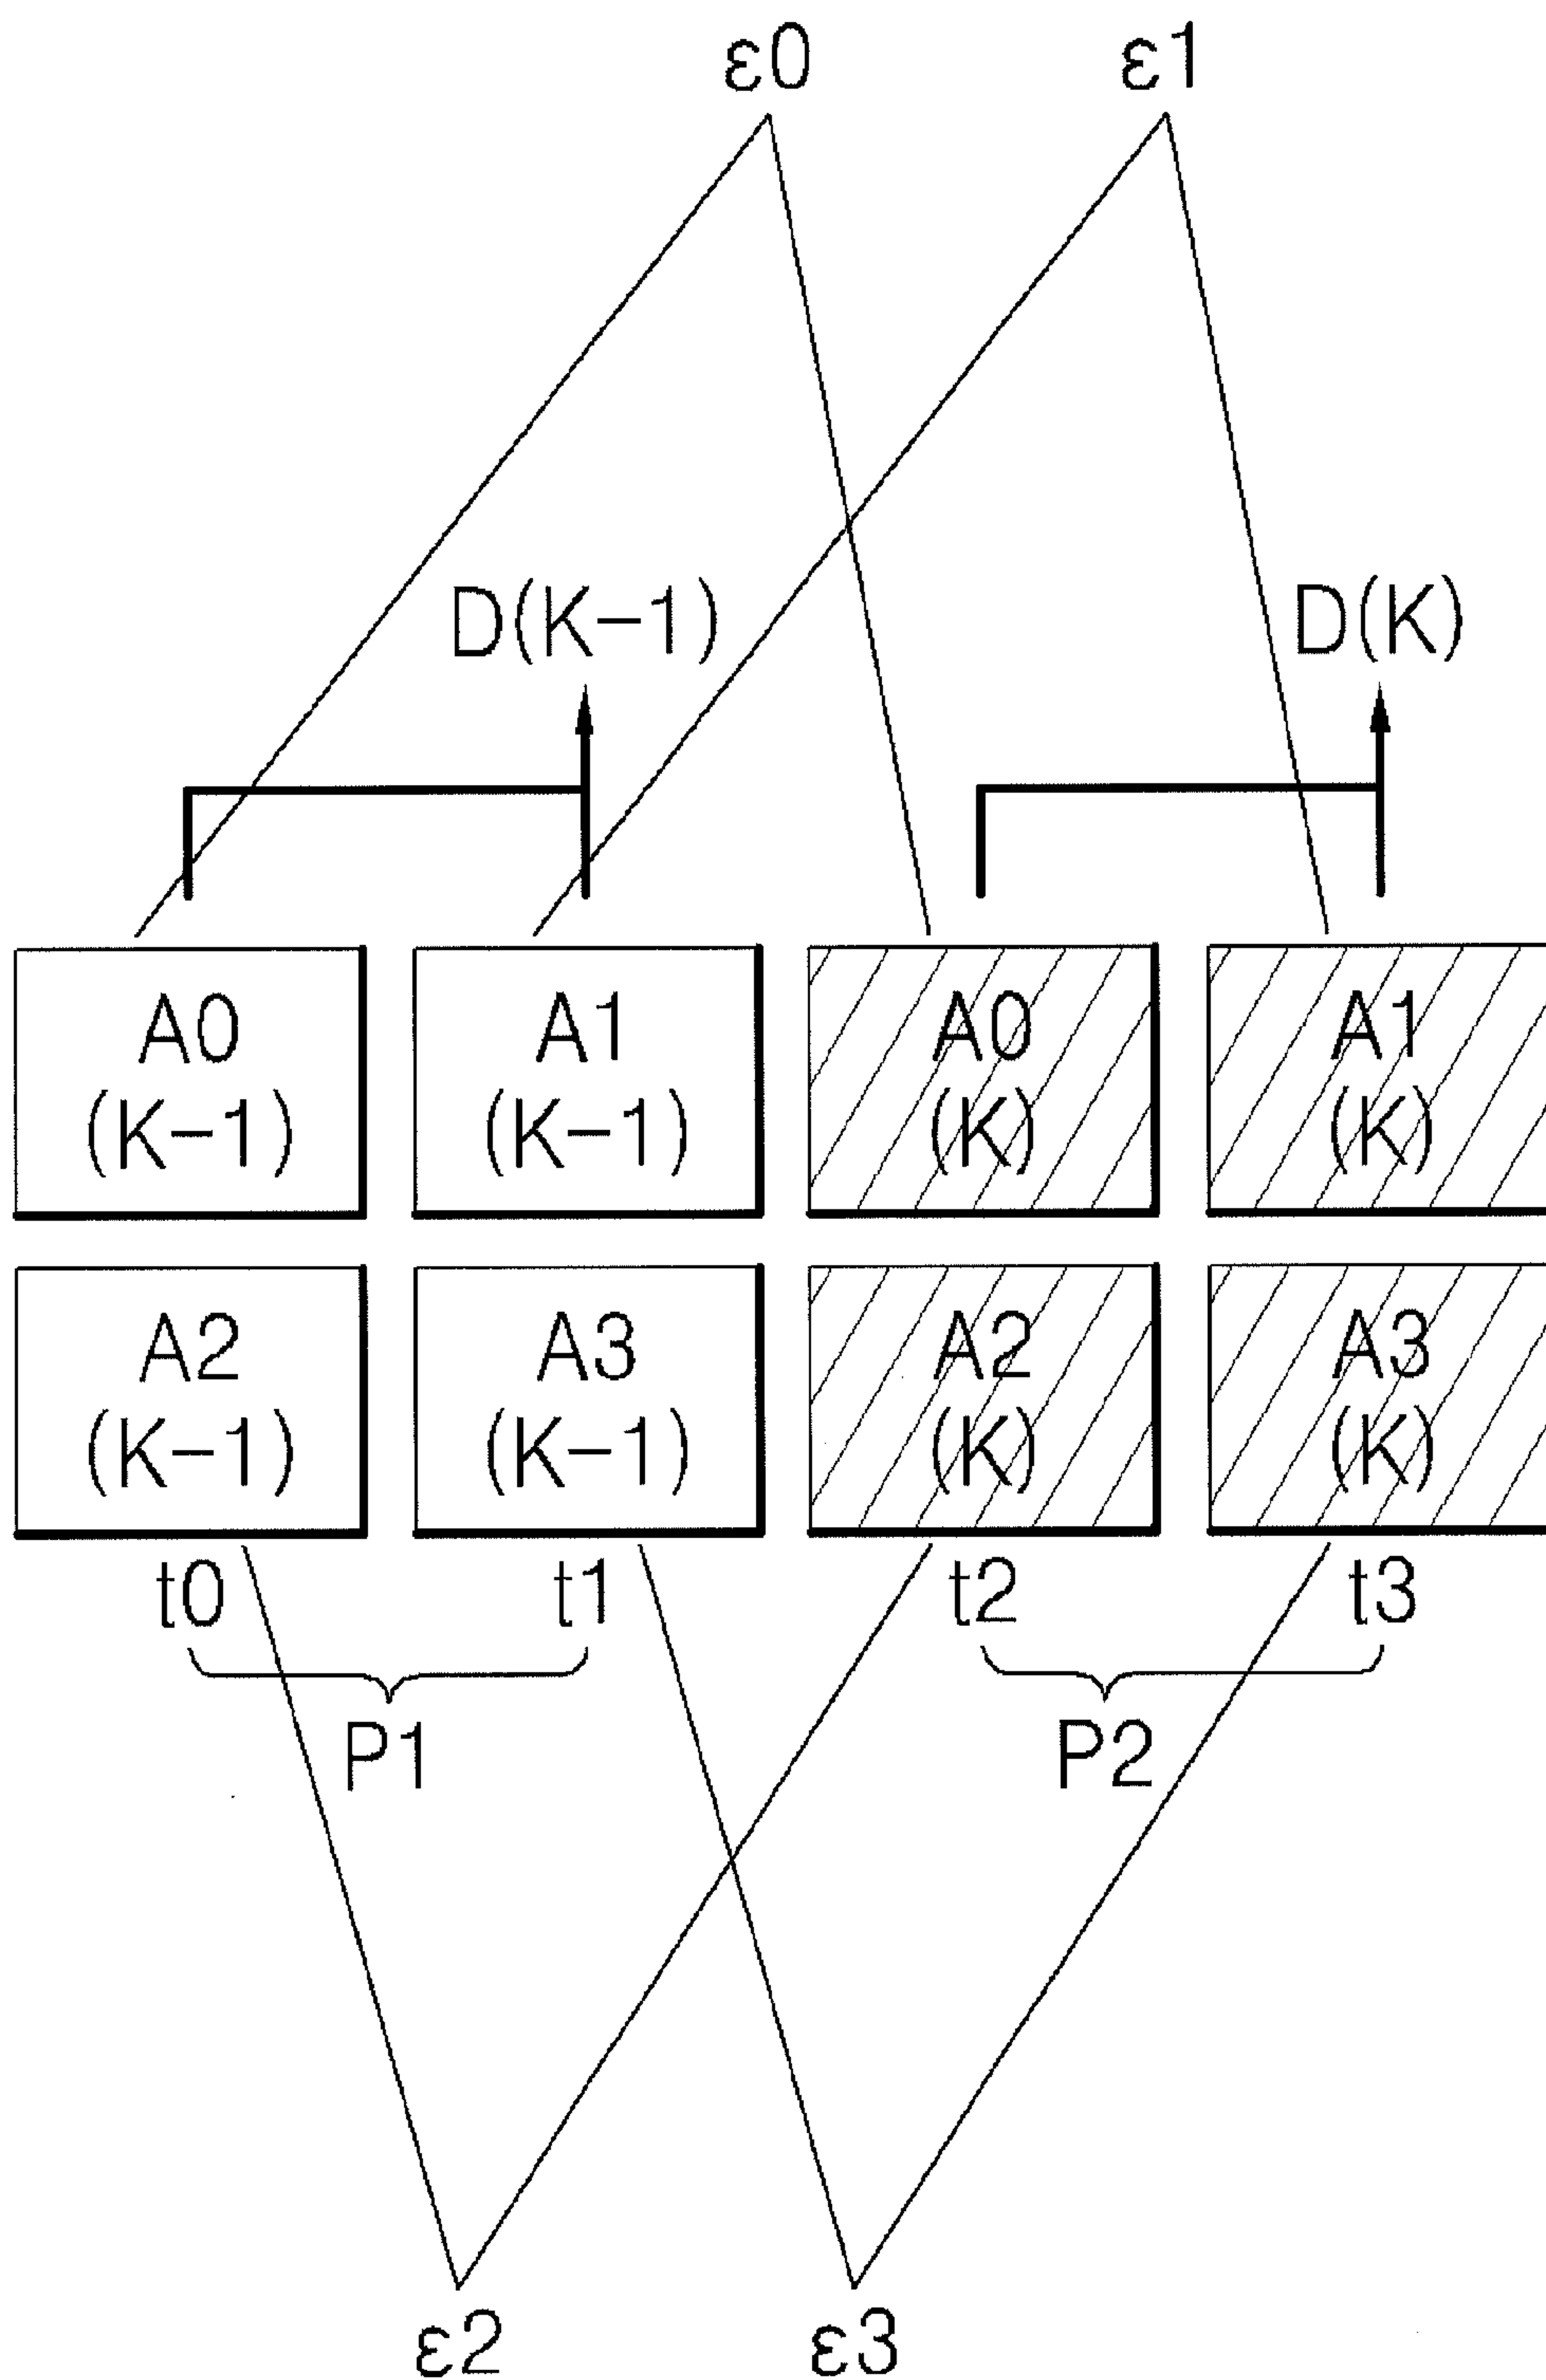 ε0 ε1
D(K-1) D(K)
A0 A1 A0 A1
(K-1) (K-1) (K) (K)
A2 A3 A2 A3
(K-1) (K-1) (K) (K)
t0 t1 t2 t3
P1 P2
ε2 ε3